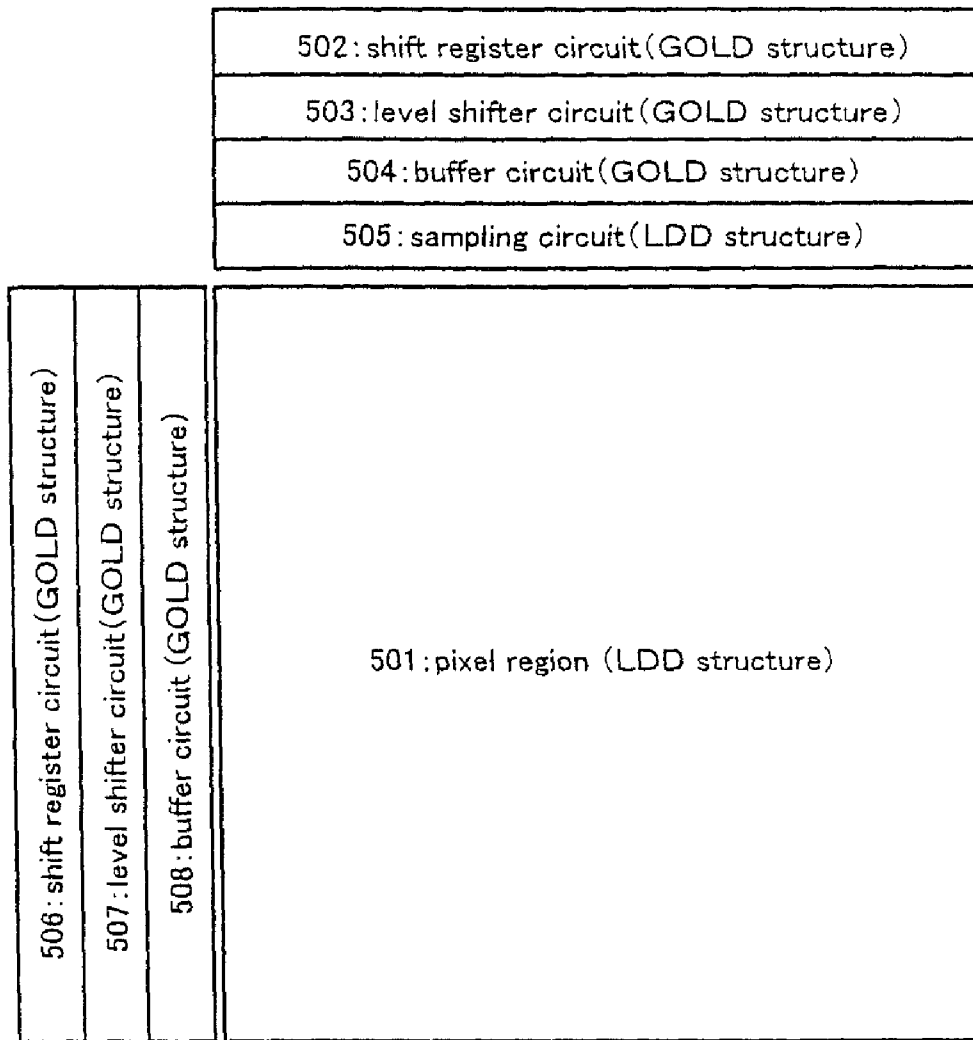 502:shift register circuit(GOLD structure)
503:level shifter circuit(GOLD structure)
504:buffer circuit(GOLD structure)
505:sampling circuit(LDD structure)
506:shift register circuit(GOLD structure)
507:level shifter circuit(GOLD structure)
508:buffer circuit (GOLD structure)
501:pixel region (LDD structure)